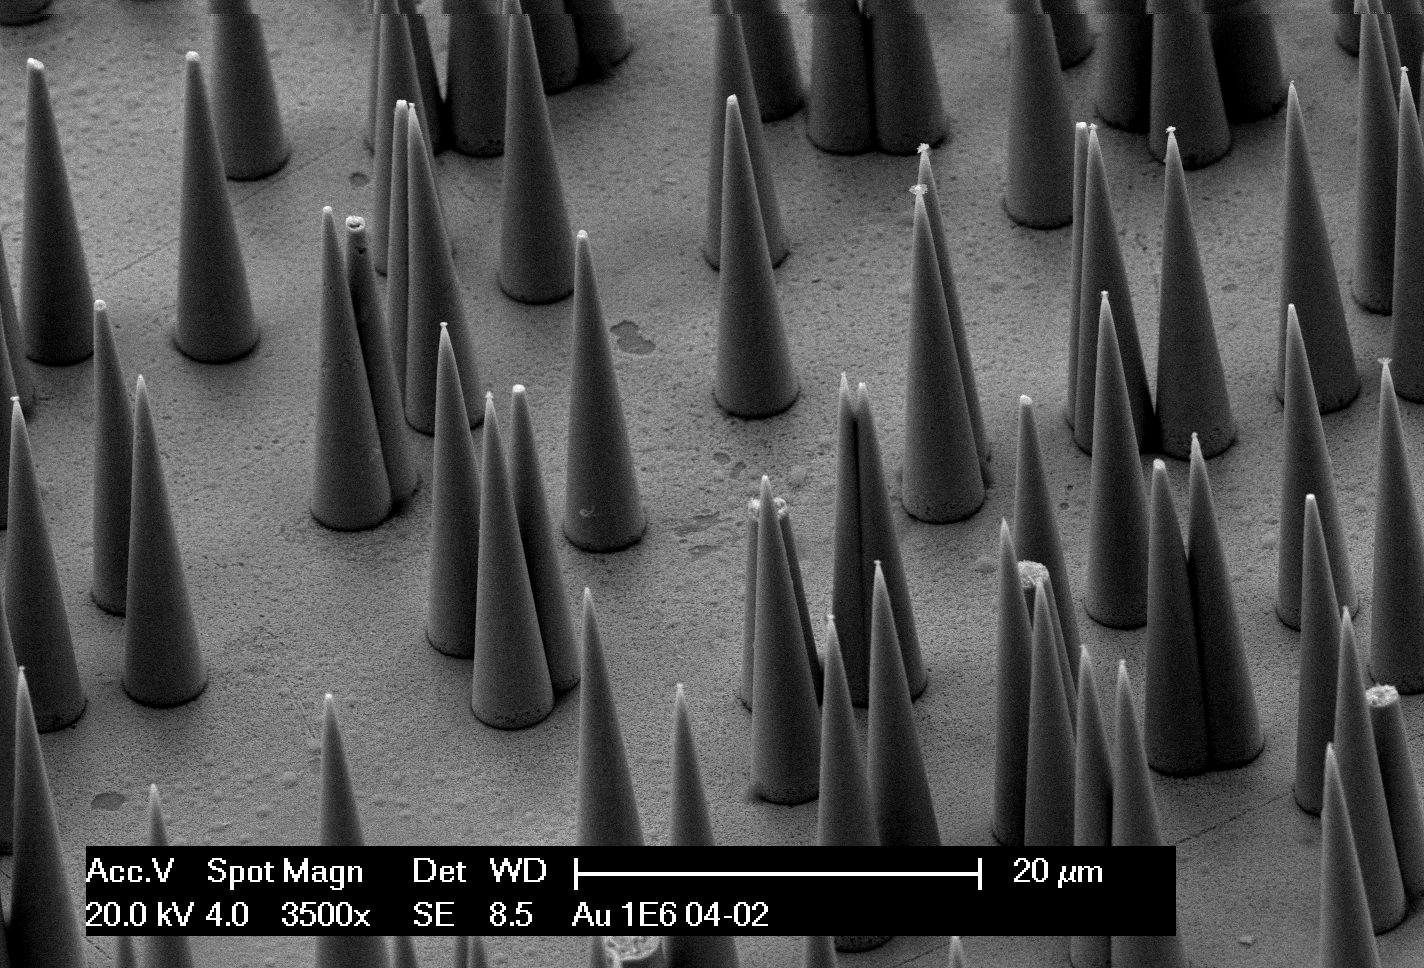 Acc.V Spot Magn Det WD 20 µm
20.0 kV 4.0 3500x SE 8.5 Au 1E6 04-02